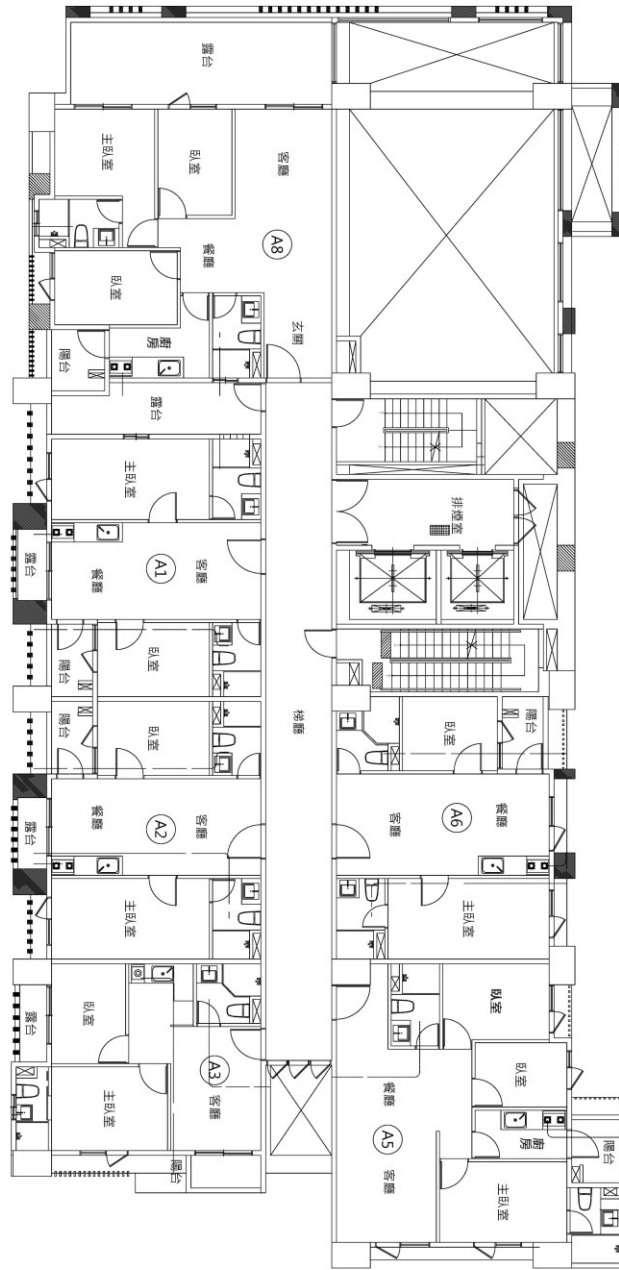 露台
主臥室
臥室
客廳
A8
餐廳
臥室
玄關
廚房
陽台
露台
主臥室
排煙室
露台
餐廳
A1
客廳
陽台
臥室
梯廳
陽台
臥室
臥室
陽台
露台
餐廳
A2
客廳
客廳
A6
餐廳
主臥室
主臥室
露台
臥室
A3
客廳
主臥室
陽台
臥室
臥室
餐廳
廚房
陽台
A5
客廳
主臥室